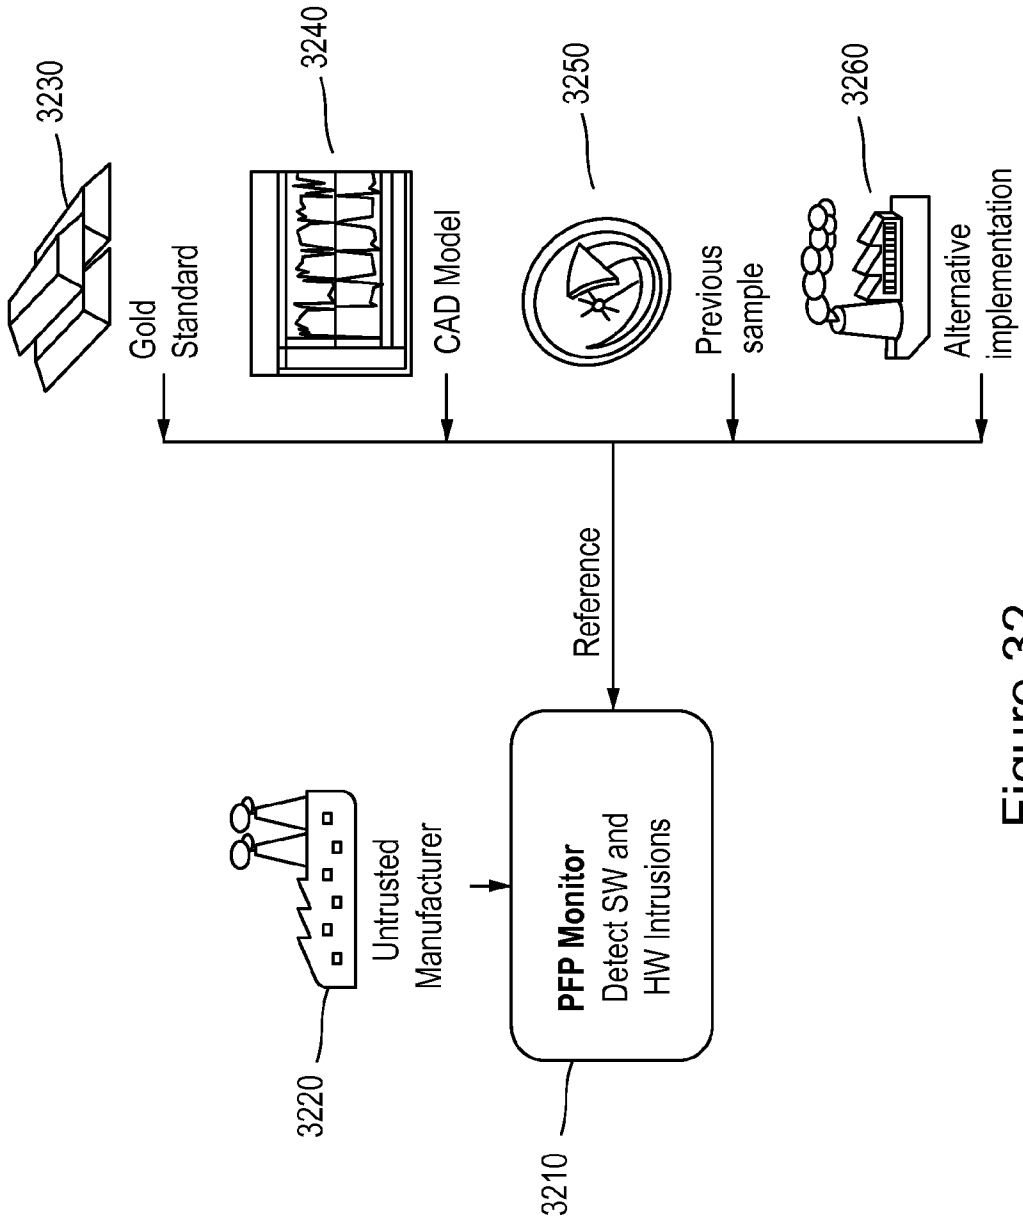 3220
Untrusted
Manufacturer
3210
PFP Monitor
Detect SW and
HW Intrusions
Reference
3230
Gold
Standard
3240
CAD Model
3250
Previous
sample
3260
Alternative
implementation
Figure 32